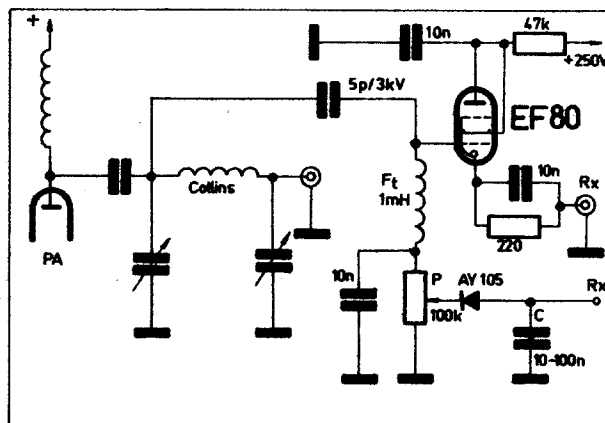 +
10n
47k
+250V
5p/3kV
EF80
Collins
Ft
1mH
10n
Rx
220
PA
10n
P
100k
AY 105
Rx
C
10-100n